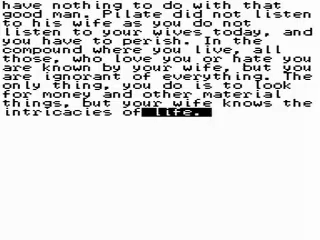 have nothing to do with that
good man. Pilate did not listen
to his wife as you do not
listen to your wives today, and
you have to perish. In the
compound where you live, all
those, who love you or hate you
are known by your wife, but you
are ignorant of everything. The
only thing, you do is to look
for money and other material
things, but your wife knows the
intricacies of life.